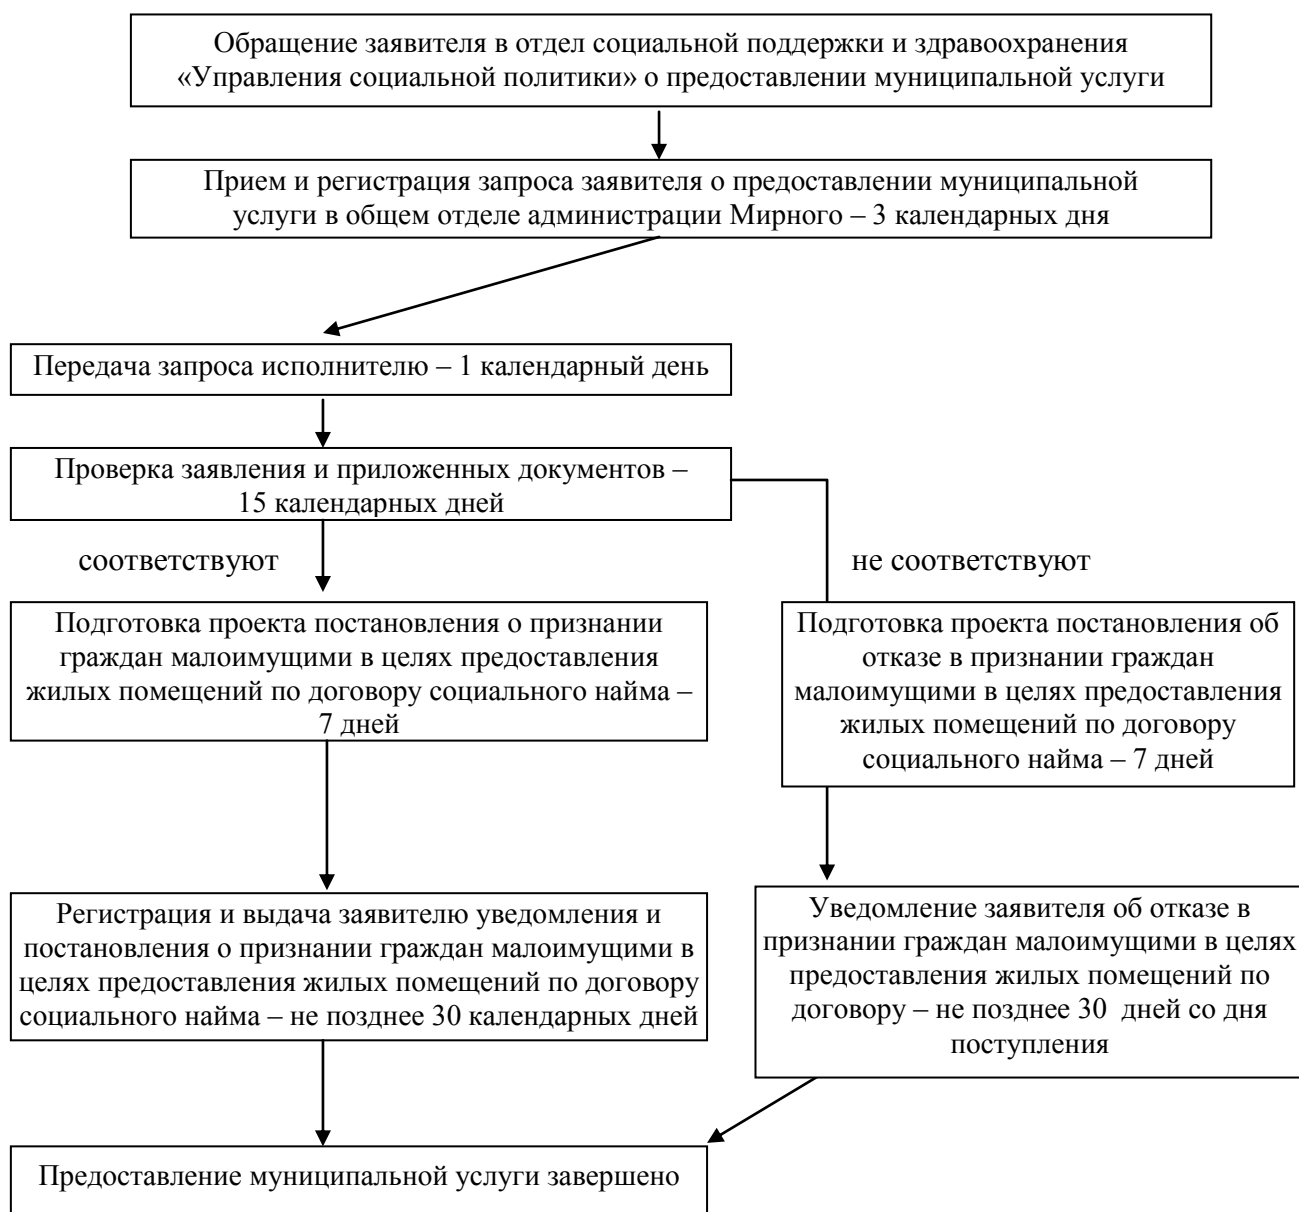 Обращение заявителя в отдел социальной поддержки и здравоохранения
«Управления социальной политики» о предоставлении муниципальной услуги
Прием и регистрация запроса заявителя о предоставлении муниципальной
услуги в общем отделе администрации Мирного – 3 календарных дня
Передача запроса исполнителю – 1 календарный день
Проверка заявления и приложенных документов –
15 календарных дней
соответствуют
не соответствуют
Подготовка проекта постановления о признании
граждан малоимущими в целях предоставления
жилых помещений по договору социального найма –
7 дней
Подготовка проекта постановления об
отказе в признании граждан
малоимущими в целях предоставления
жилых помещений по договору
социального найма – 7 дней
Регистрация и выдача заявителю уведомления и
постановления о признании граждан малоимущими в
целях предоставления жилых помещений по договору
социального найма – не позднее 30 календарных дней
Уведомление заявителя об отказе в
признании граждан малоимущими в целях
предоставления жилых помещений по
договору – не позднее 30 дней со дня
поступления
Предоставление муниципальной услуги завершено